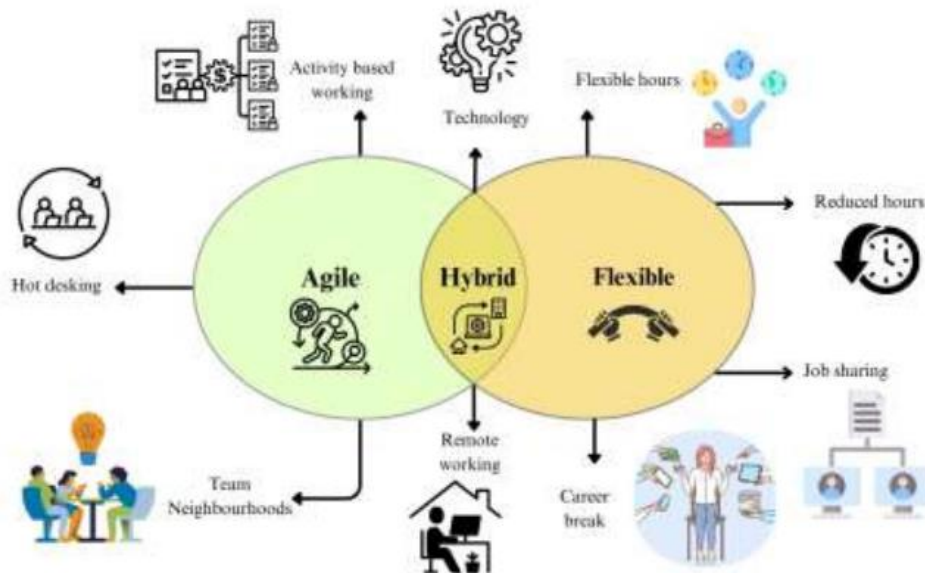 Activity based
working
Technology
Flexible hours
Reduced hours
Hot desking
Agile
Hybrid
Flexible
Job sharing
Team
Neighbourhoods
Remote
working
Career
break